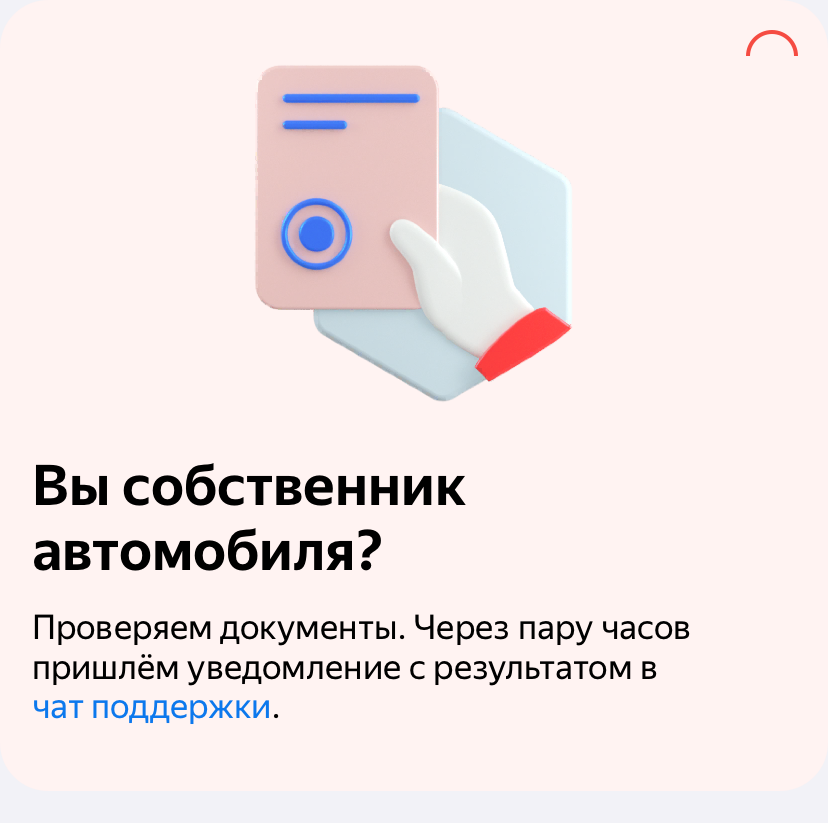 Вы собственник
автомобиля?
Проверяем документы. Через пару часов
пришлём уведомление с результатом в
чат поддержки.